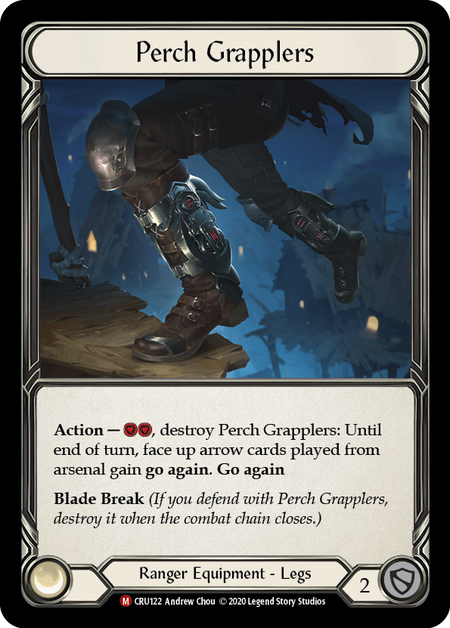 Perch Grapplers
Action — , destroy Perch Grapplers: Until
end of turn, face up arrow cards played from
arsenal gain go again. Go again
Blade Break (If you defend with Perch Grapplers,
destroy it when the combat chain closes.)
Ranger Equipment - Legs
2
M CRU122 Andrew Chou © 2020 Legend Story Studios